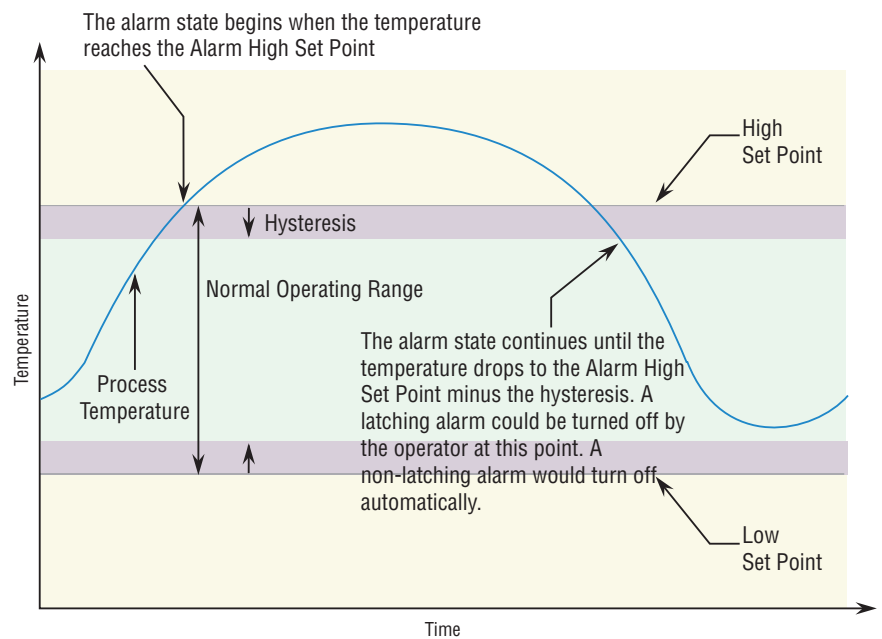 The alarm state begins when the temperature
reaches the Alarm High Set Point
High
Set Point
Hysteresis
Normal Operating Range
Temperature
The alarm state continues until the
temperature drops to the Alarm High
Set Point minus the hysteresis. A
latching alarm could be turned off by
the operator at this point. A
non-latching alarm would turn off
automatically.
Process
Temperature
Low
Set Point
Time